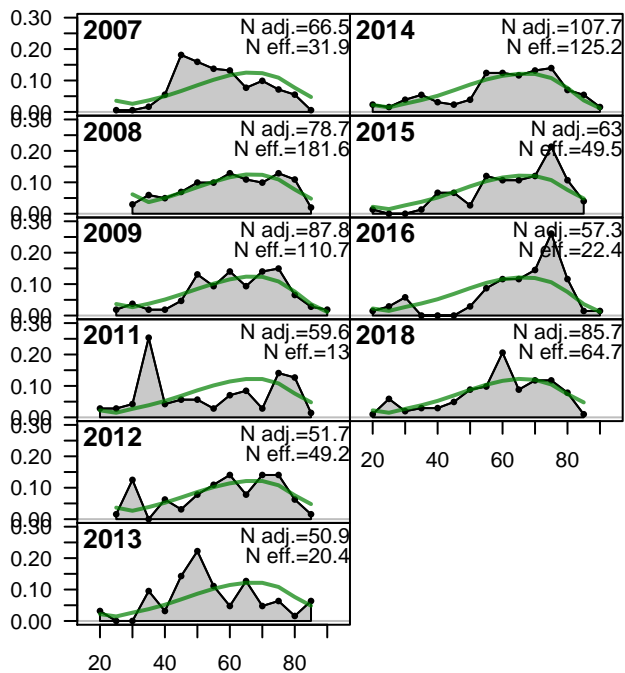 0.30
0.20
0.10
0.00
2007
N adj.=66.5
N eff.=31.9
2014
N adj.=107.7
N eff.=125.2
0.30
0.20
0.10
0.00
2008
N adj.=78.7
N eff.=181.6
2015
N adj.=63
N eff.=49.5
0.30
0.20
0.10
0.00
2009
N adj.=87.8
N eff.=110.7
2016
N adj.=57.3
N eff.=22.4
0.30
0.20
0.10
0.00
2011
N adj.=59.6
N eff.=13
2018
N adj.=85.7
N eff.=64.7
20 40 60 80
0.30
0.20
0.10
0.00
2012
N adj.=51.7
N eff.=49.2
0.30
0.20
0.10
0.00
2013
N adj.=50.9
N eff.=20.4
20 40 60 80